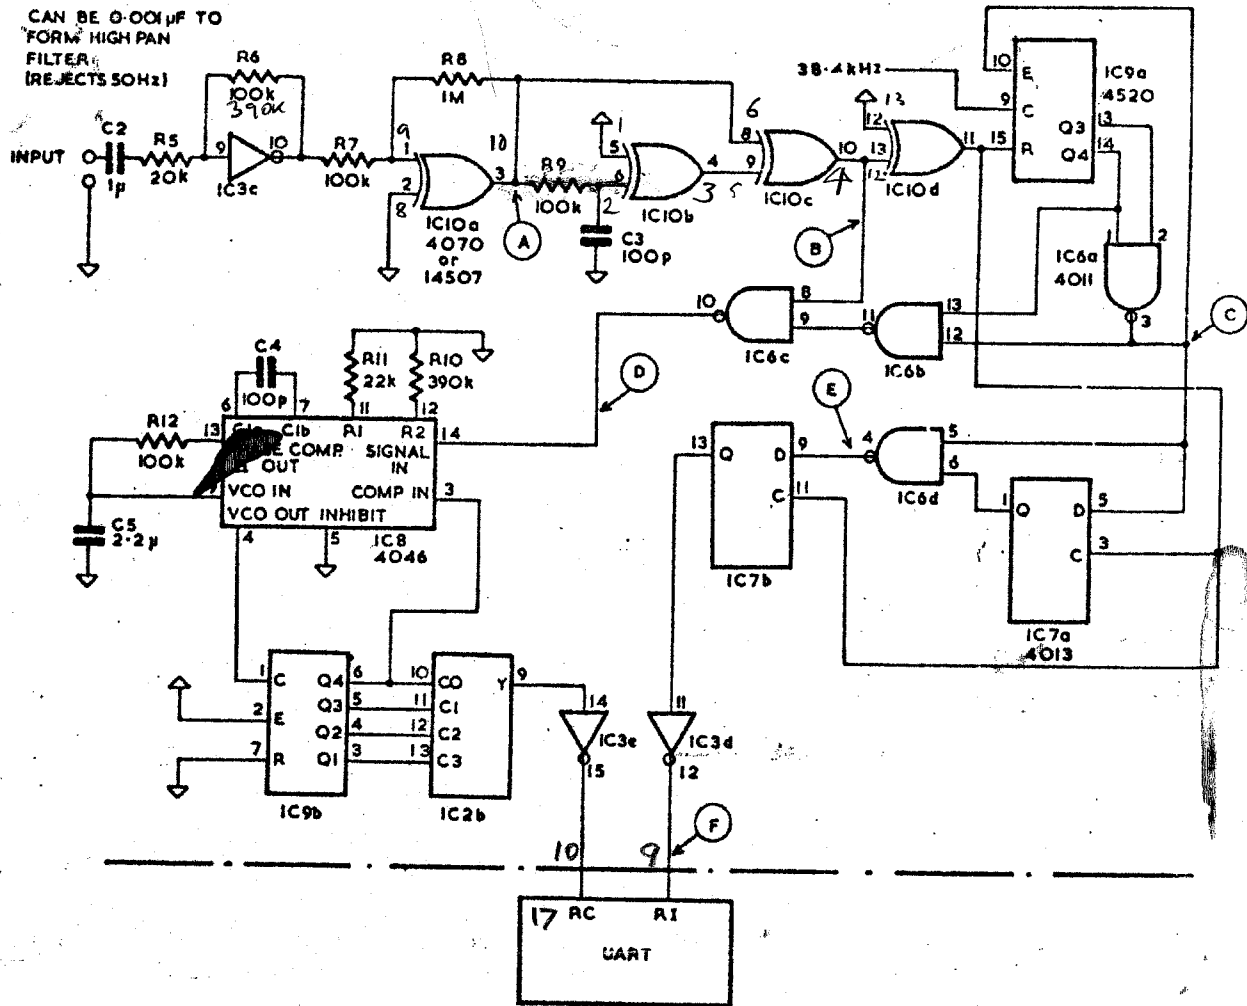 CAN BE 0·001µF TO
FORM HIGH PAN
FILTER
(REJECTS 50Hz)
R6
100k
390K
R8
1M
38·4kHz
10
E
IC9a
4520
9
C
Q3
13
Q4
14
15
R
INPUT
C2
1µ
R5
20k
9
10
IC3c
R7
100k
9
1
2
8
10
3
IC10a
4070
or
14507
A
R9
100k
1
5
6
2
4
3
IC10b
C3
100p
6
8
9
5
10
4
IC10c
13
12
13
12
11
IC10d
B
1
2
IC6a
4011
3
C
10
8
9
IC6c
11
13
12
IC6b
C4
100p
6
7
R11
22k
11
R10
390k
12
D
E
R12
100k
13
C1a
C1b
R1
R2
14
COMP
SIGNAL
OUT
IN
VCO IN
COMP IN
3
VCO OUT
INHIBIT
4
5
IC8
4046
C5
2·2µ
13
Q
D
9
C
11
IC7b
4
5
6
IC6d
1
Q
D
5
C
3
IC7a
4013
1
C
Q4
6
10
C0
Y
9
2
E
Q3
5
11
C1
Q2
4
12
C2
7
R
Q1
3
13
C3
IC9b
IC2b
14
IC3e
15
11
IC3d
12
F
10
9
17
RC
RI
UART